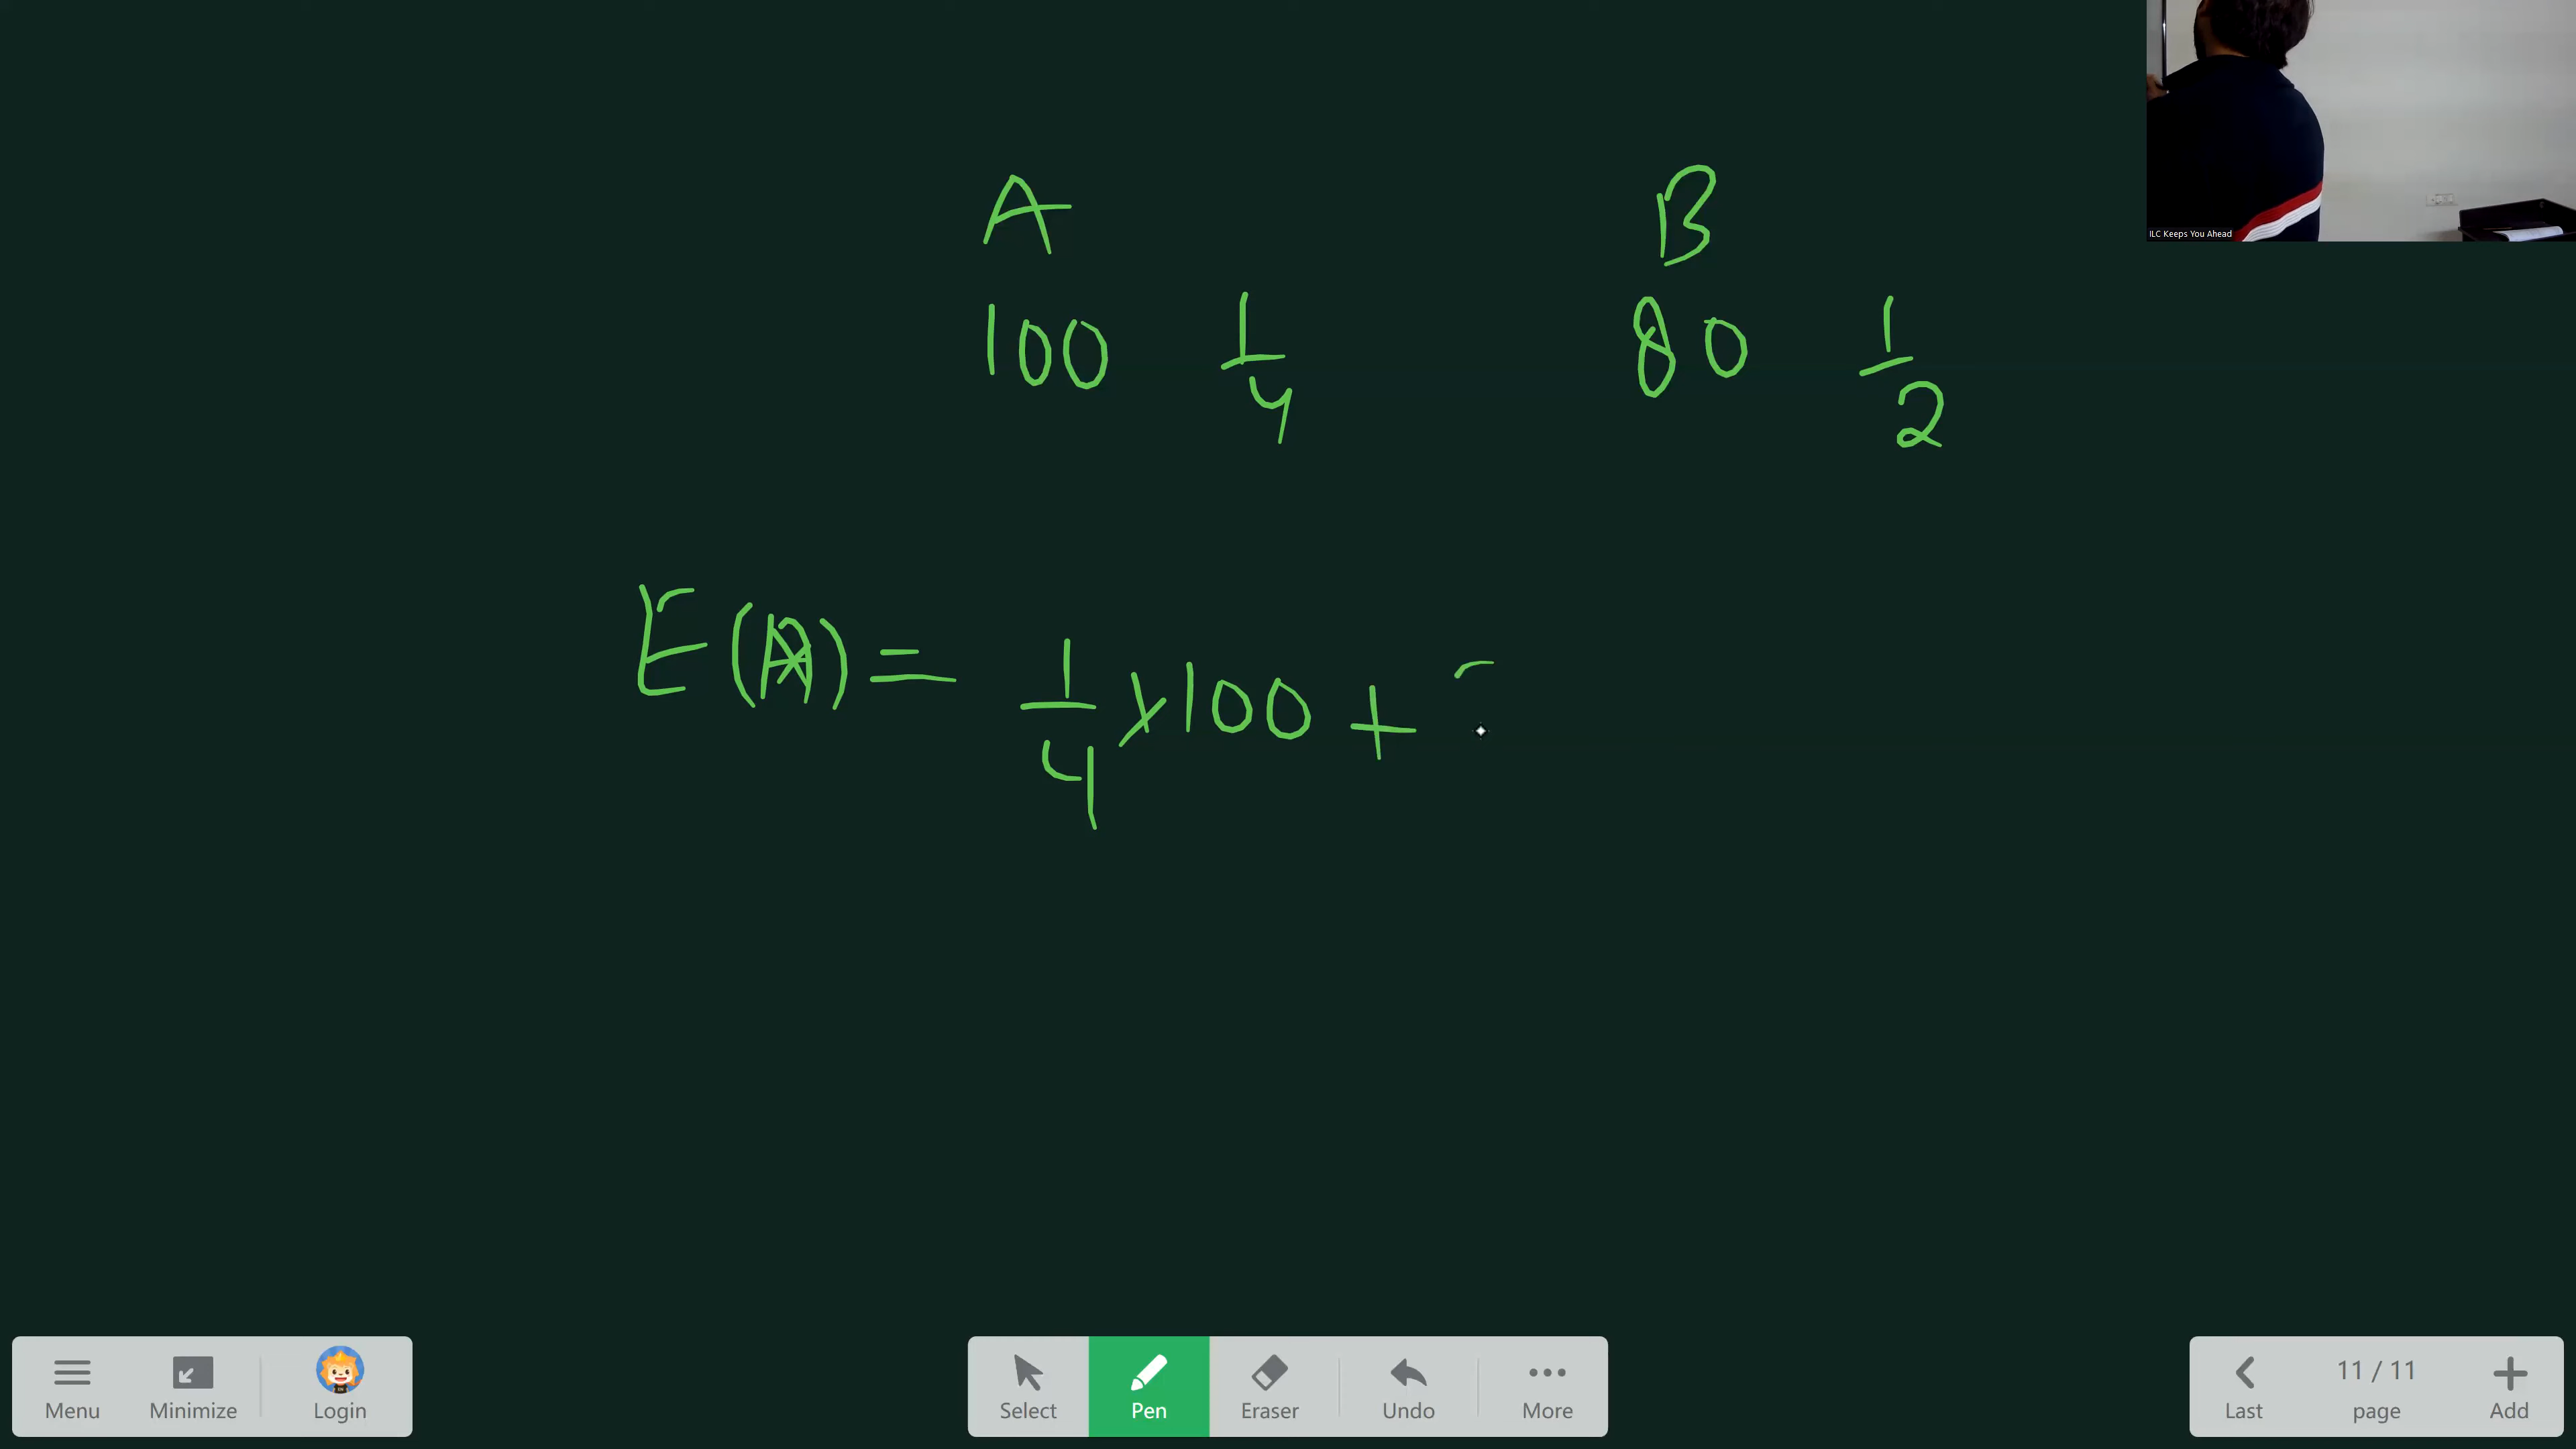 ILC Keeps You Ahead
A B
100 1/4 80 1/2
E(A) = 1/4 x 100 +
Menu Minimize Login Select Pen Eraser Undo More Last 11 / 11 page Add